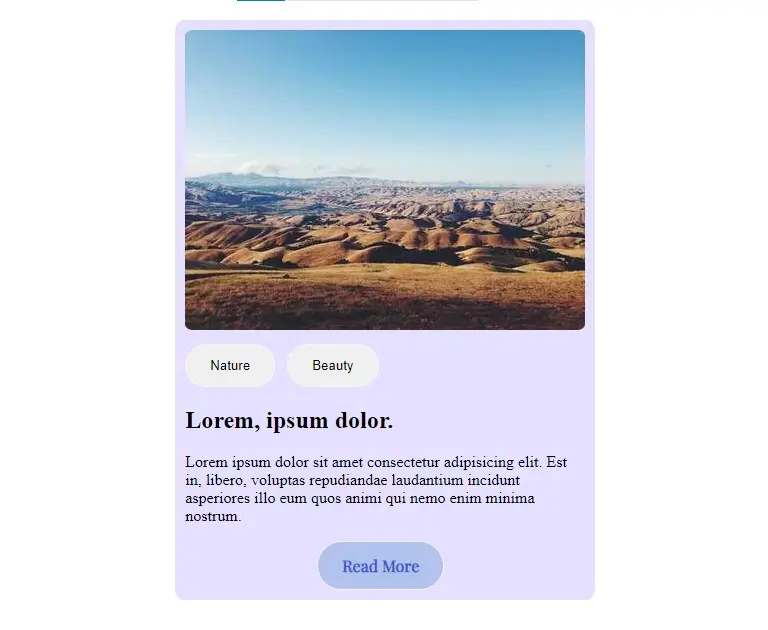 Nature Beauty
Lorem, ipsum dolor.
Lorem ipsum dolor sit amet consectetur adipisicing elit. Est
in, libero, voluptas repudiandae laudantium incidunt
asperiores illo eum quos animi qui nemo enim minima
nostrum.
Read More